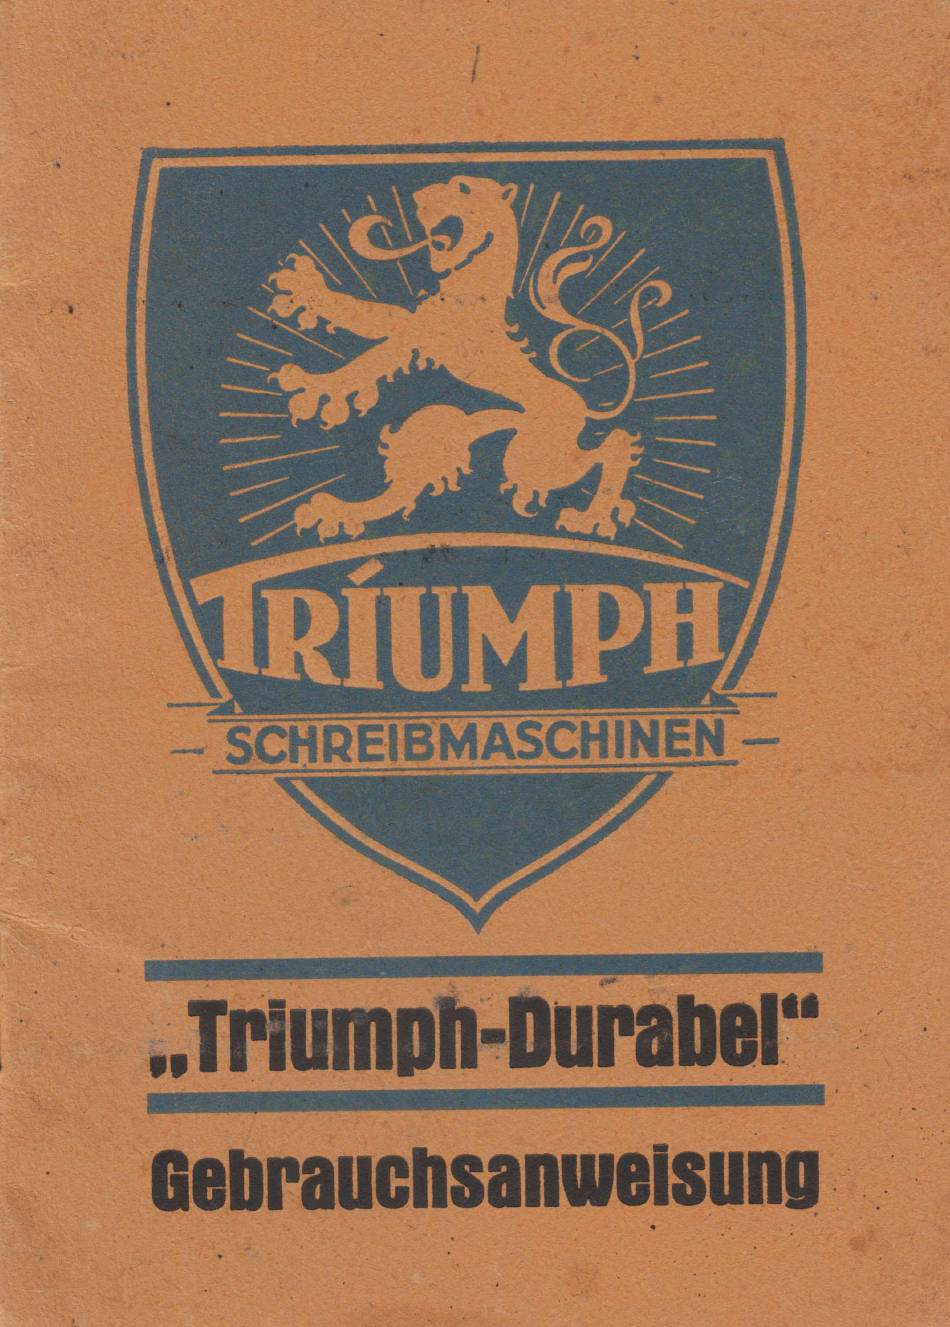 TRIUMPH
SCHREIBMASCHINEN
„Triumph-Durabel“
Gebrauchsanweisung